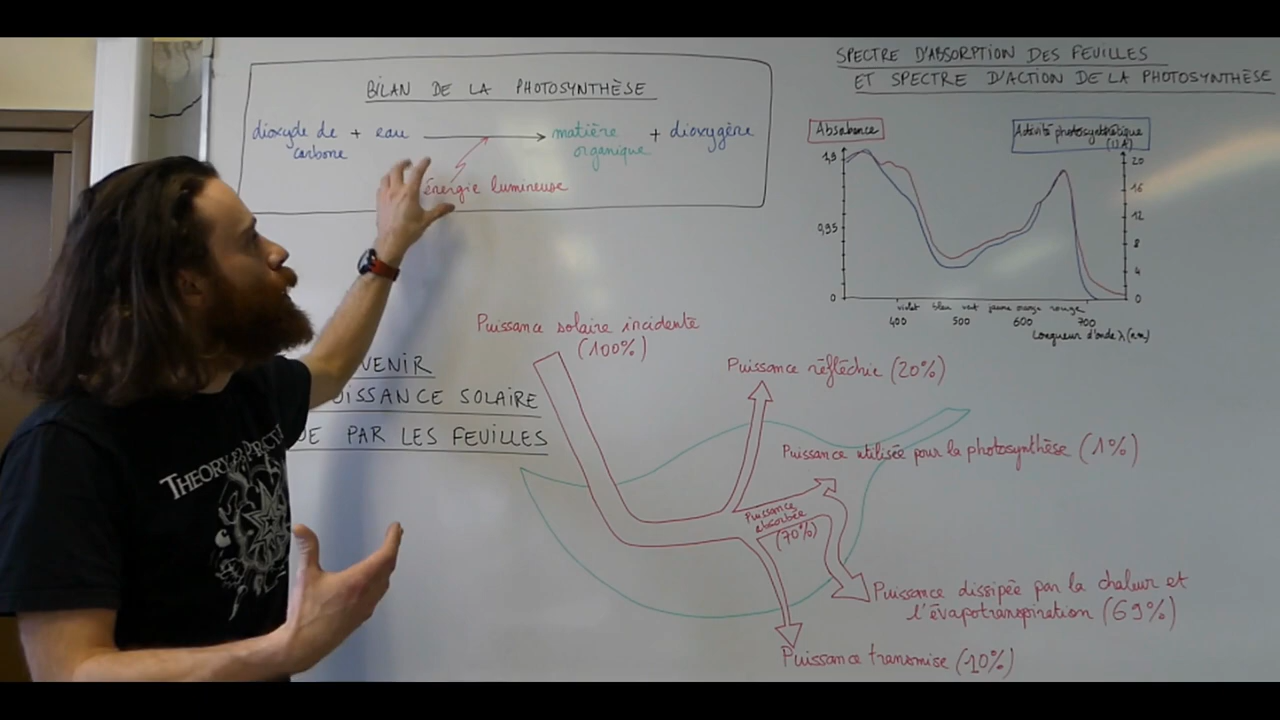 BILAN DE LA PHOTOSYNTHÈSE
dioxyde de carbone + eau → matière organique + dioxygène
énergie lumineuse
SPECTRE D'ABSORPTION DES FEUILLES
ET SPECTRE D'ACTION DE LA PHOTOSYNTHÈSE
Absorbance
Activité photosynthétique
(U.A)
1,9
0,95
0
20
16
12
8
4
0
violet bleu vert jaune orange rouge
400 500 600 700
Longueur d'onde λ (nm)
VENIR
SOLAIRE
PAR LES FEUILLES
THEORY
Puissance solaire incidente
(100%)
Puissance réfléchie (20%)
Puissance utilisée pour la photosynthèse (1%)
Puissance
absorbée
(70%)
Puissance dissipée par la chaleur et
l'évapotranspiration (69%)
Puissance transmise (10%)